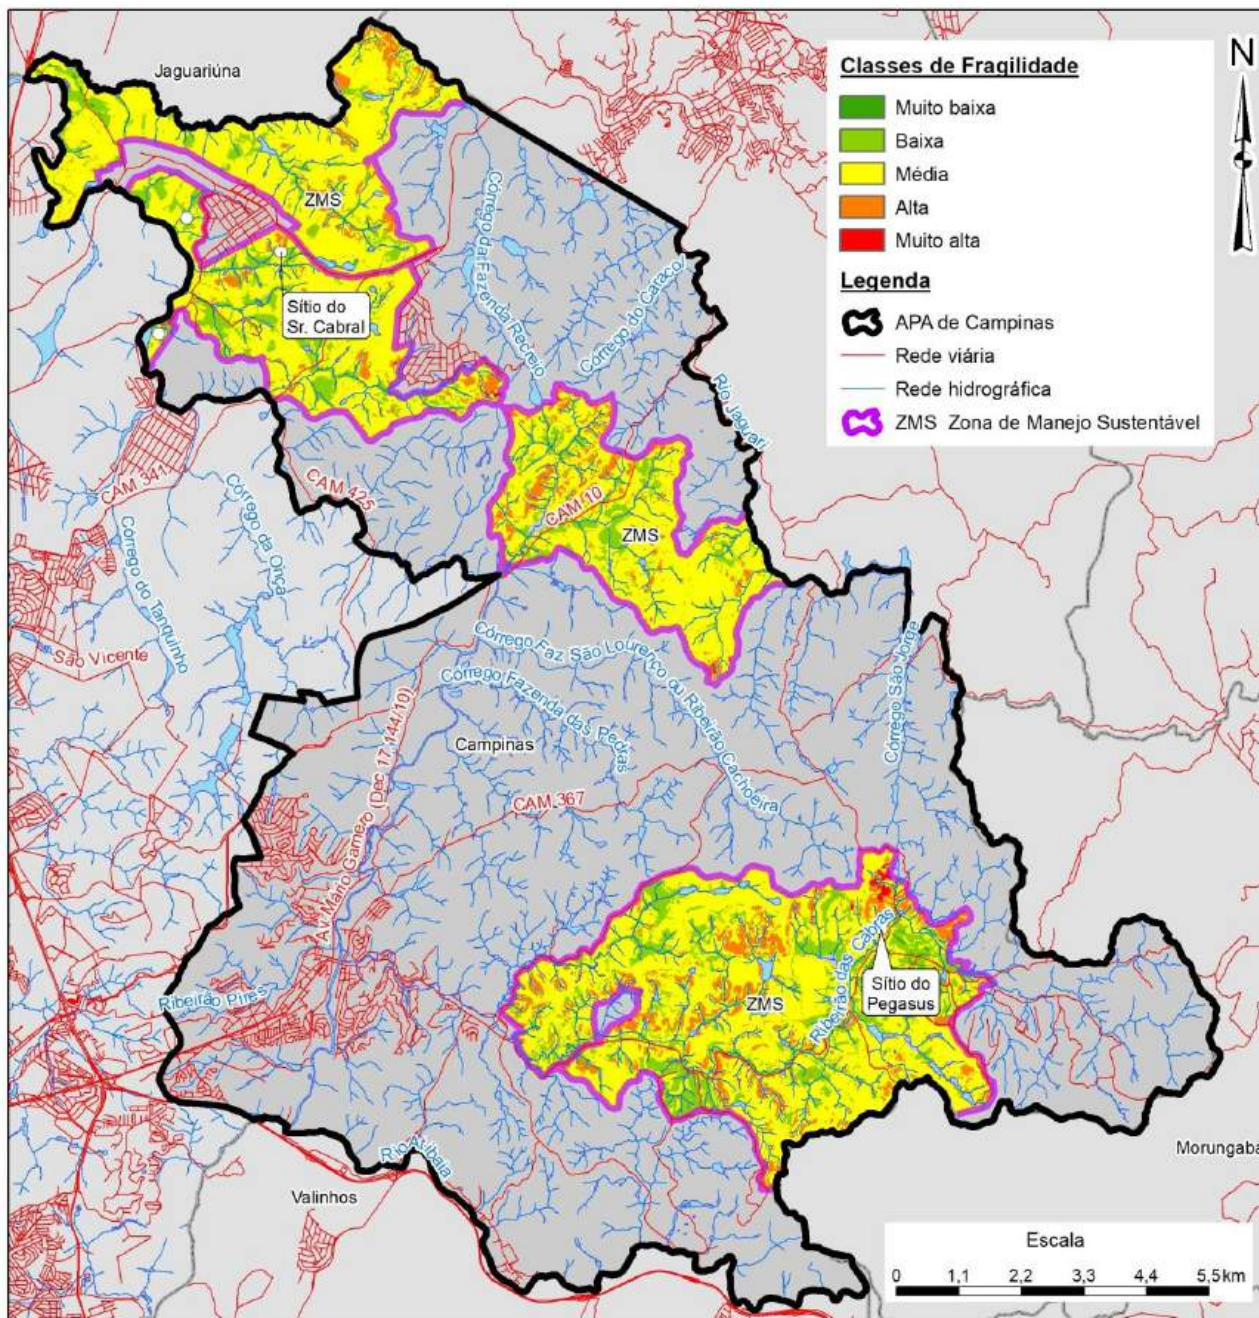 Jaguariúna
N
Classes de Fragilidade
Muito baixa
Baixa
Média
Alta
Muito alta
Legenda
APA de Campinas
Rede viária
Rede hidrográfica
ZMS Zona de Manejo Sustentável
ZMS
Sítio do
Sr. Cabral
Córrego da Fazenda Recreio
Córrego do Cataco
Rio Jaguari
CAM 341
CAM 425
CAM 10
ZMS
Córrego da Onça
Córrego do Tanquinho
São Vicente
Córrego Faz São Lourenço ou Ribeirão Cachoeira
Córrego Fazenda das Pedras
Córrego São Jorge
Campinas
CAM 367
Av. Mário Garnero (Dec 17.144/10)
Ribeirão das Cabras
Sítio do
Pegasus
ZMS
Ribeirão Pires
Rio Atibaia
Valinhos
Morungaba
Escala
0 1,1 2,2 3,3 4,4 5,5 km